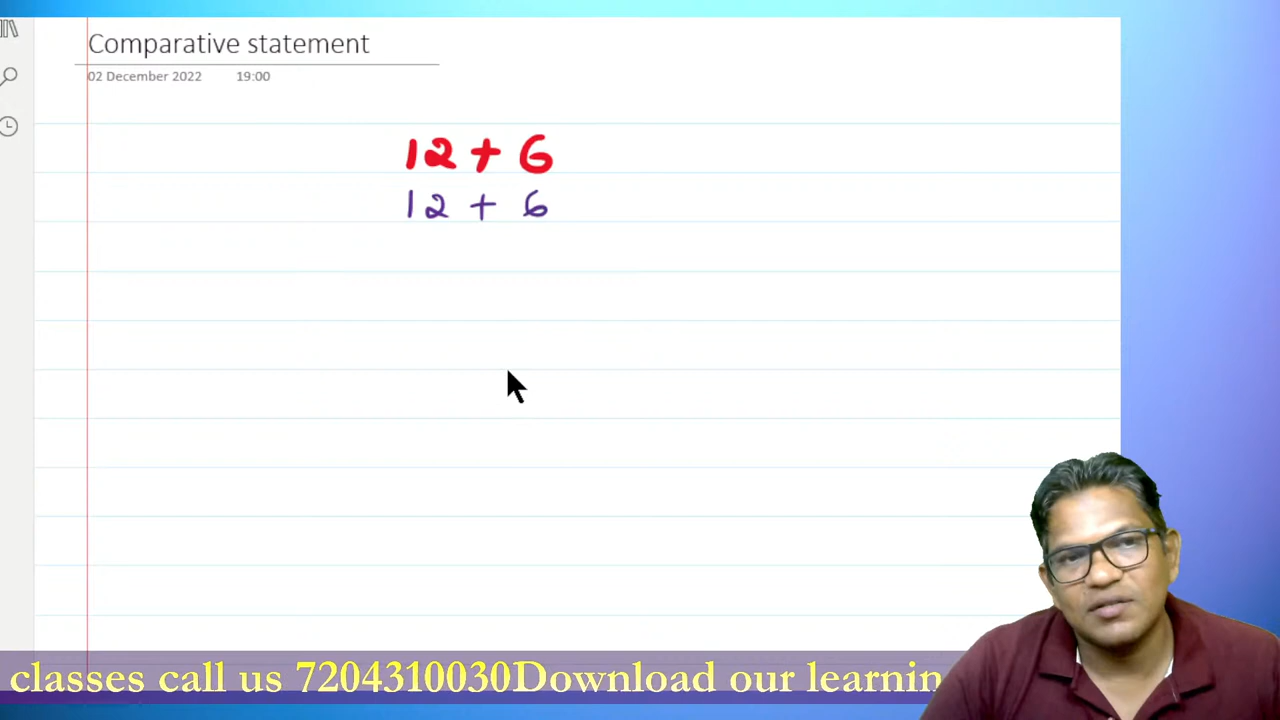 Comparative statement
02 December 2022 19:00
12 + 6
12 + 6
classes call us 7204310030Download our learnin